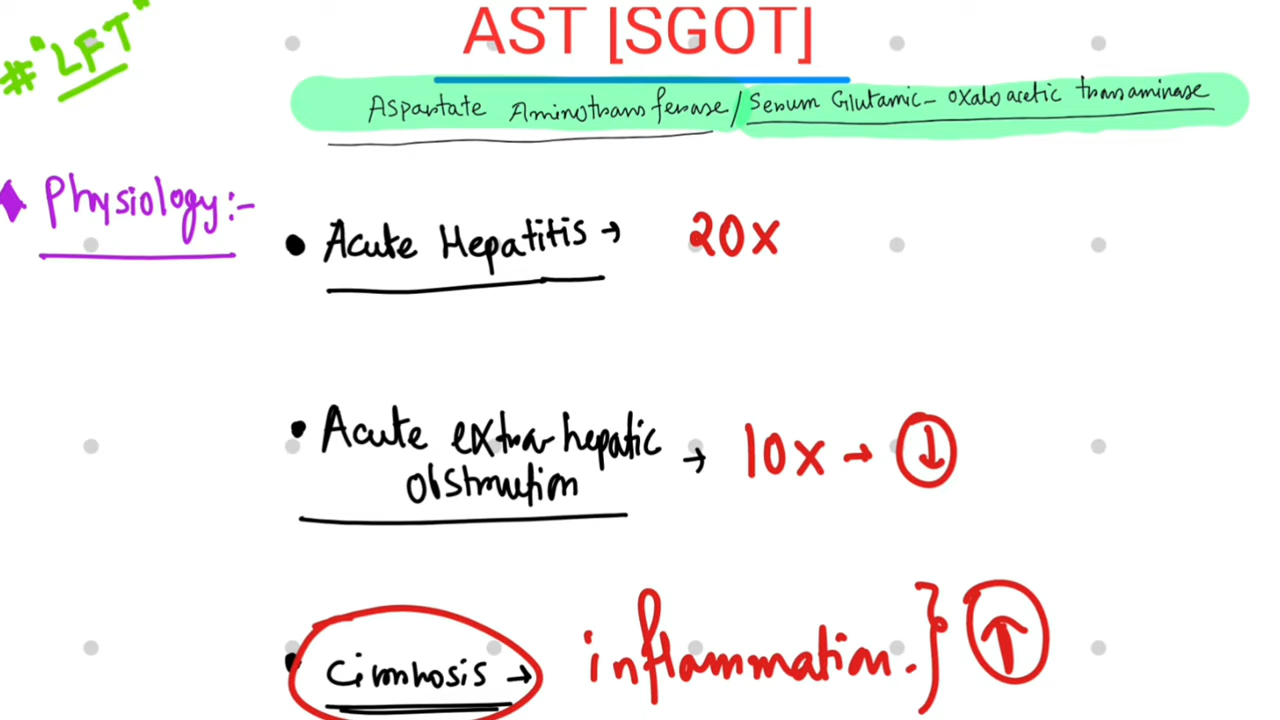 # "LFT"
AST [SGOT]
Aspartate Aminotransferase / Serum Glutamic - oxaloacetic transaminase
Physiology:-
• Acute Hepatitis → 20x
• Acute extra-hepatic → 10x → ↓
obstruction
• Cirrhosis → inflammation. } ↑